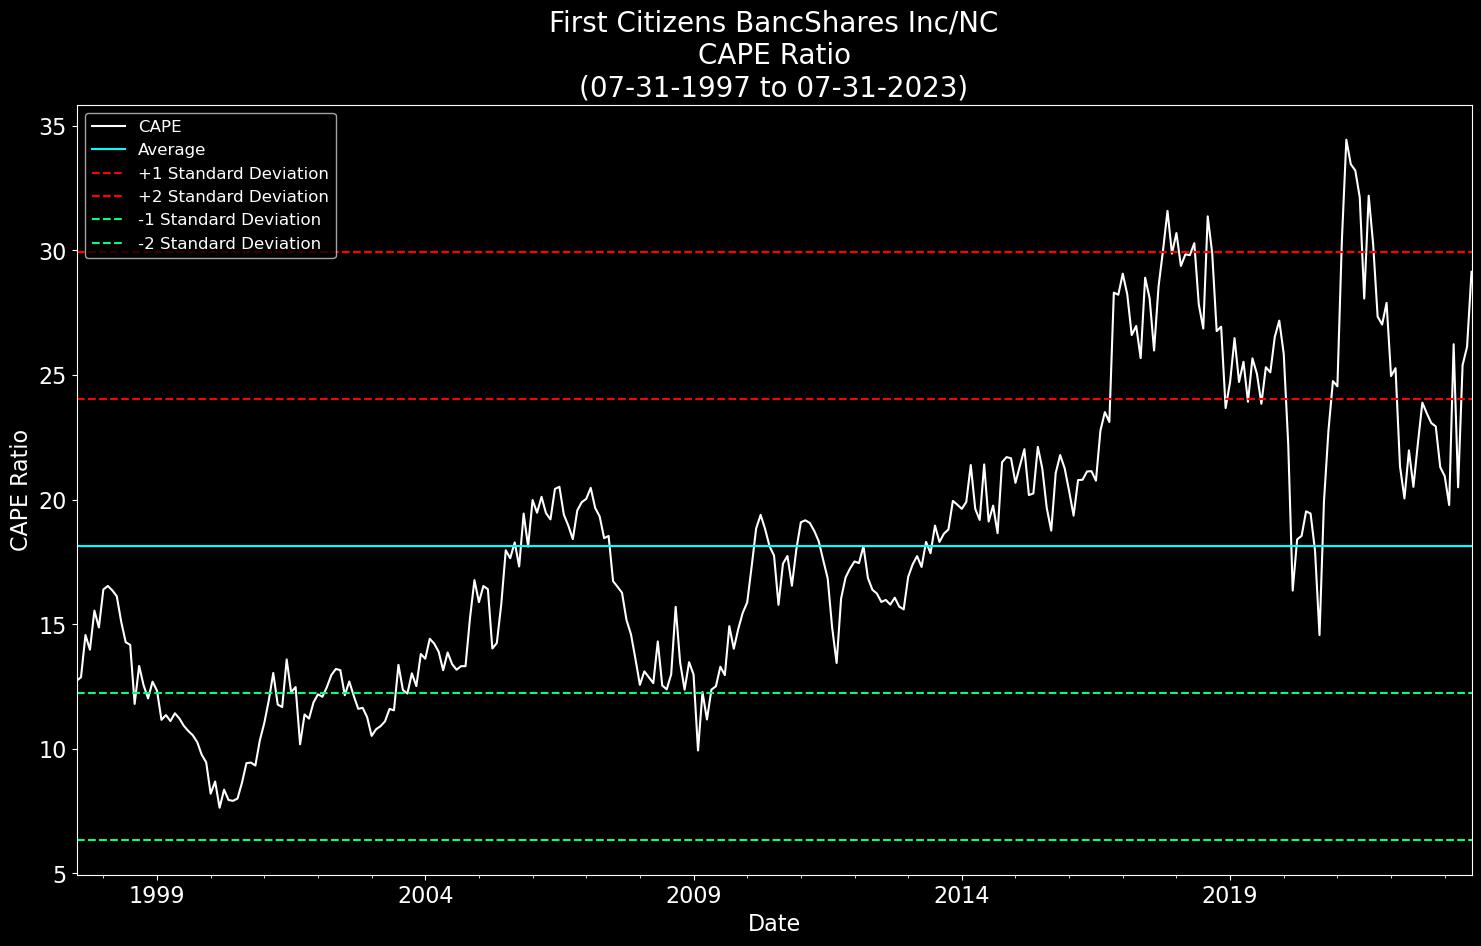 First Citizens BancShares Inc/NC
CAPE Ratio
(07-31-1997 to 07-31-2023)
CAPE
Average
+1 Standard Deviation
+2 Standard Deviation
-1 Standard Deviation
-2 Standard Deviation
35
30
25
20
15
10
5
CAPE Ratio
1999 2004 2009 2014 2019
Date